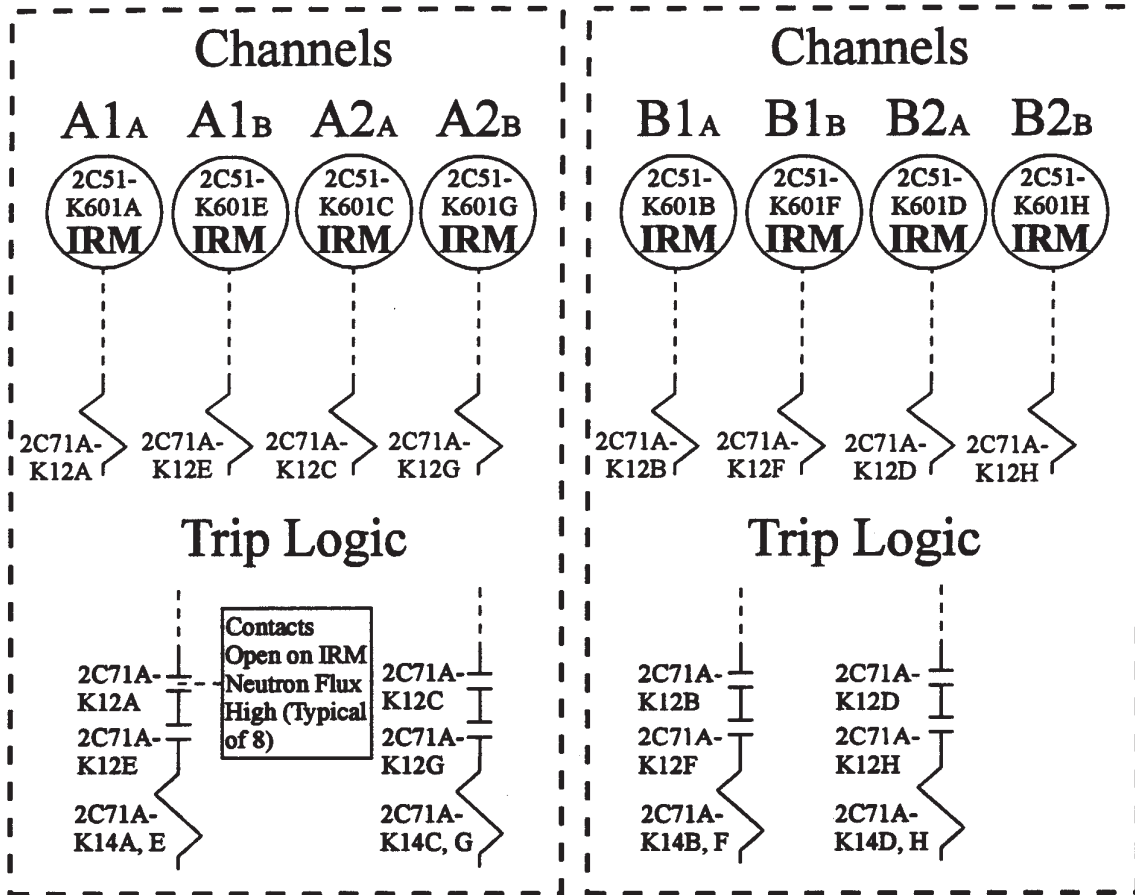 Channels
A1A A1B A2A A2B
2C51-
K601A
IRM
2C51-
K601E
IRM
2C51-
K601C
IRM
2C51-
K601G
IRM
2C71A-
K12A
2C71A-
K12E
2C71A-
K12C
2C71A-
K12G
Trip Logic
2C71A-
K12A
2C71A-
K12E
2C71A-
K14A, E
Contacts
Open on IRM
Neutron Flux
High (Typical
of 8)
2C71A-
K12C
2C71A-
K12G
2C71A-
K14C, G
Channels
B1A B1B B2A B2B
2C51-
K601B
IRM
2C51-
K601F
IRM
2C51-
K601D
IRM
2C51-
K601H
IRM
2C71A-
K12B
2C71A-
K12F
2C71A-
K12D
2C71A-
K12H
Trip Logic
2C71A-
K12B
2C71A-
K12F
2C71A-
K14B, F
2C71A-
K12D
2C71A-
K12H
2C71A-
K14D, H